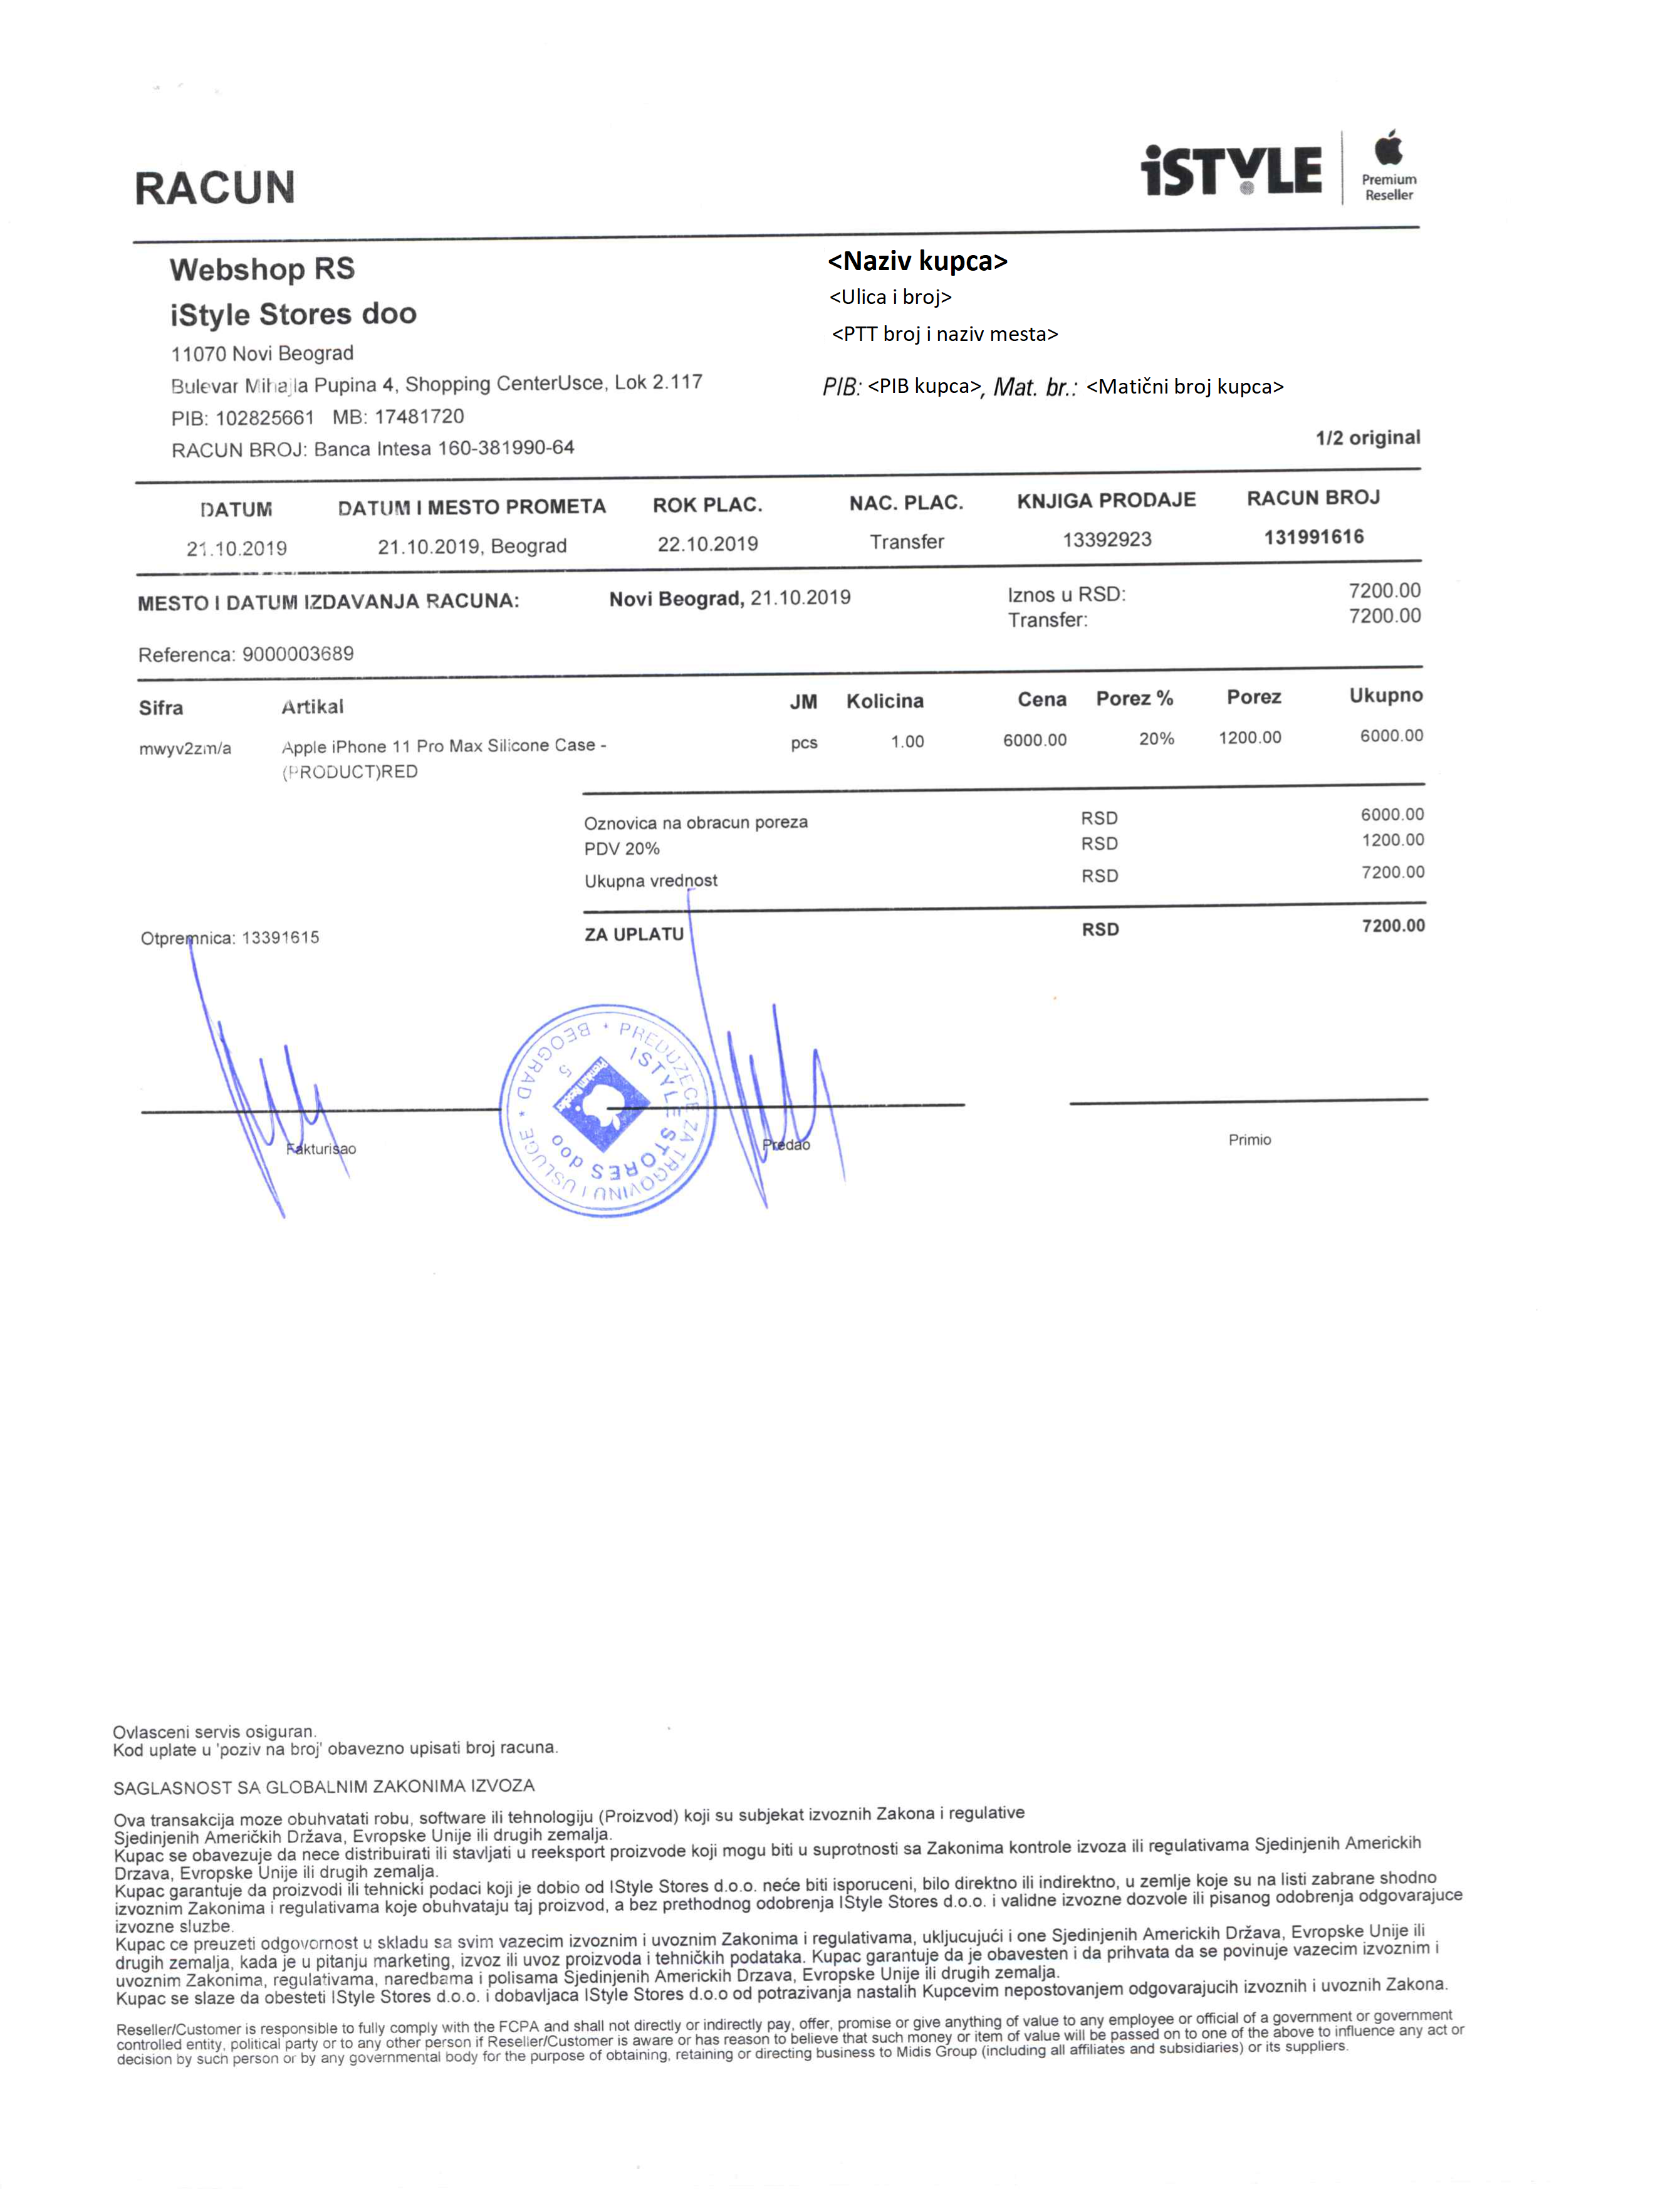 RACUN
iSTYLE
Premium
Reseller
Webshop RS
iStyle Stores doo
11070 Novi Beograd
Bulevar Mihajla Pupina 4, Shopping CenterUsce, Lok 2.117
PIB: 102825661 MB: 17481720
RACUN BROJ: Banca Intesa 160-381990-64
<Naziv kupca>
<Ulica i broj>
<PTT broj i naziv mesta>
PIB: <PIB kupca>, Mat. br.: <Matični broj kupca>
1/2 original
DATUM DATUM I MESTO PROMETA ROK PLAC. NAC. PLAC. KNJIGA PRODAJE RACUN BROJ
21.10.2019 21.10.2019, Beograd 22.10.2019 Transfer 13392923 131991616
MESTO I DATUM IZDAVANJA RACUNA: Novi Beograd, 21.10.2019 Iznos u RSD: 7200.00
Transfer: 7200.00
Referenca: 9000003689
Sifra Artikal JM Kolicina Cena Porez % Porez Ukupno
mwyv2zm/a Apple iPhone 11 Pro Max Silicone Case - pcs 1.00 6000.00 20% 1200.00 6000.00
(PRODUCT)RED
Oznovica na obracun poreza RSD 6000.00
PDV 20% RSD 1200.00
Ukupna vrednost RSD 7200.00
Otpremnica: 13391615 ZA UPLATU RSD 7200.00
PREDUZECE ZA TRGOVINU I USLUGE * BEOGRAD *
ISTYLE STORES doo
5
Fakturisao Predao Primio
Ovlasceni servis osiguran.
Kod uplate u 'poziv na broj' obavezno upisati broj racuna.
SAGLASNOST SA GLOBALNIM ZAKONIMA IZVOZA
Ova transakcija moze obuhvatati robu, software ili tehnologiju (Proizvod) koji su subjekat izvoznih Zakona i regulative
Sjedinjenih Američkih Država, Evropske Unije ili drugih zemalja.
Kupac se obavezuje da nece distribuirati ili stavljati u reeksport proizvode koji mogu biti u suprotnosti sa Zakonima kontrole izvoza ili regulativama Sjedinjenih Americkih
Drzava, Evropske Unije ili drugih zemalja.
Kupac garantuje da proizvodi ili tehnicki podaci koji je dobio od IStyle Stores d.o.o. neće biti isporuceni, bilo direktno ili indirektno, u zemlje koje su na listi zabrane shodno
izvoznim Zakonima i regulativama koje obuhvataju taj proizvod, a bez prethodnog odobrenja IStyle Stores d.o.o. i validne izvozne dozvole ili pisanog odobrenja odgovarajuce
izvozne sluzbe.
Kupac ce preuzeti odgovornost u skladu sa svim vazecim izvoznim i uvoznim Zakonima i regulativama, ukljucujući i one Sjedinjenih Americkih Država, Evropske Unije ili
drugih zemalja, kada je u pitanju marketing, izvoz ili uvoz proizvoda i tehničkih podataka. Kupac garantuje da je obavesten i da prihvata da se povinuje vazecim izvoznim i
uvoznim Zakonima, regulativama, naredbama i polisama Sjedinjenih Americkih Drzava, Evropske Unije ili drugih zemalja.
Kupac se slaze da obesteti IStyle Stores d.o.o. i dobavljaca IStyle Stores d.o.o od potrazivanja nastalih Kupcevim nepostovanjem odgovarajucih izvoznih i uvoznih Zakona.
Reseller/Customer is responsible to fully comply with the FCPA and shall not directly or indirectly pay, offer, promise or give anything of value to any employee or official of a government or government
controlled entity, political party or to any other person if Reseller/Customer is aware or has reason to believe that such money or item of value will be passed on to one of the above to influence any act or
decision by such person or by any governmental body for the purpose of obtaining, retaining or directing business to Midis Group (including all affiliates and subsidiaries) or its suppliers.